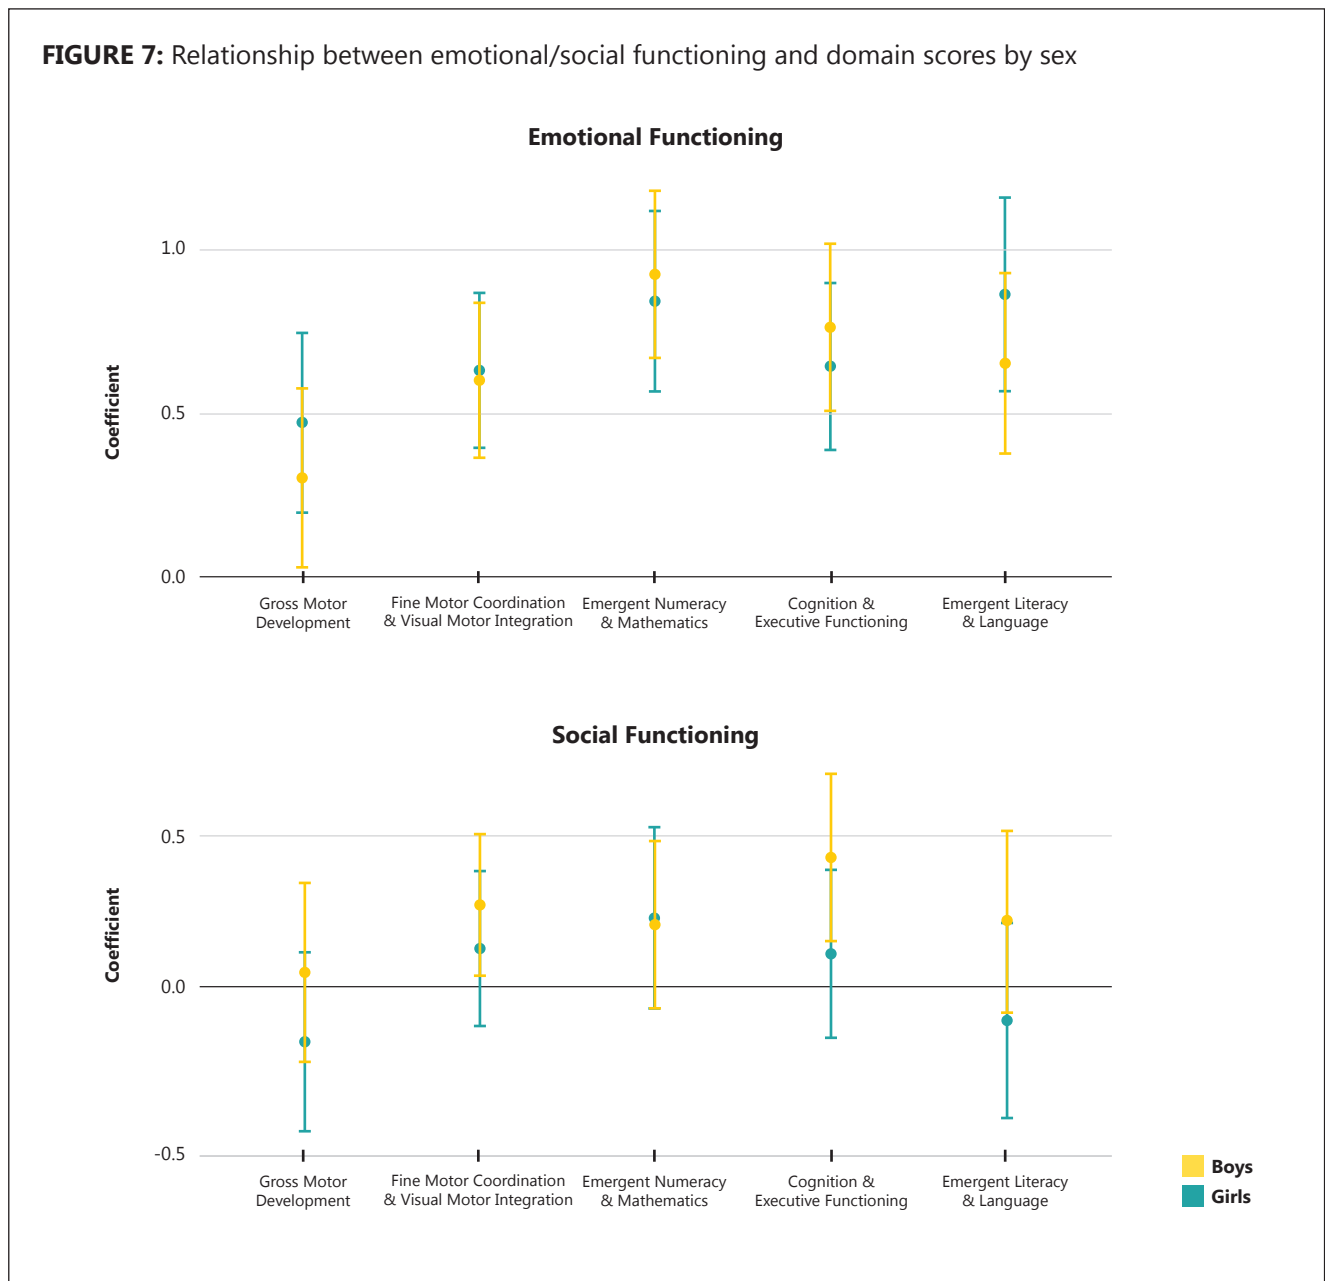 FIGURE 7: Relationship between emotional/social functioning and domain scores by sex
Emotional Functioning
Coefficient
1.0
0.5
0.0
Gross Motor
Development
Fine Motor Coordination
& Visual Motor Integration
Emergent Numeracy
& Mathematics
Cognition &
Executive Functioning
Emergent Literacy
& Language
Social Functioning
Coefficient
0.5
0.0
-0.5
Gross Motor
Development
Fine Motor Coordination
& Visual Motor Integration
Emergent Numeracy
& Mathematics
Cognition &
Executive Functioning
Emergent Literacy
& Language
Boys
Girls